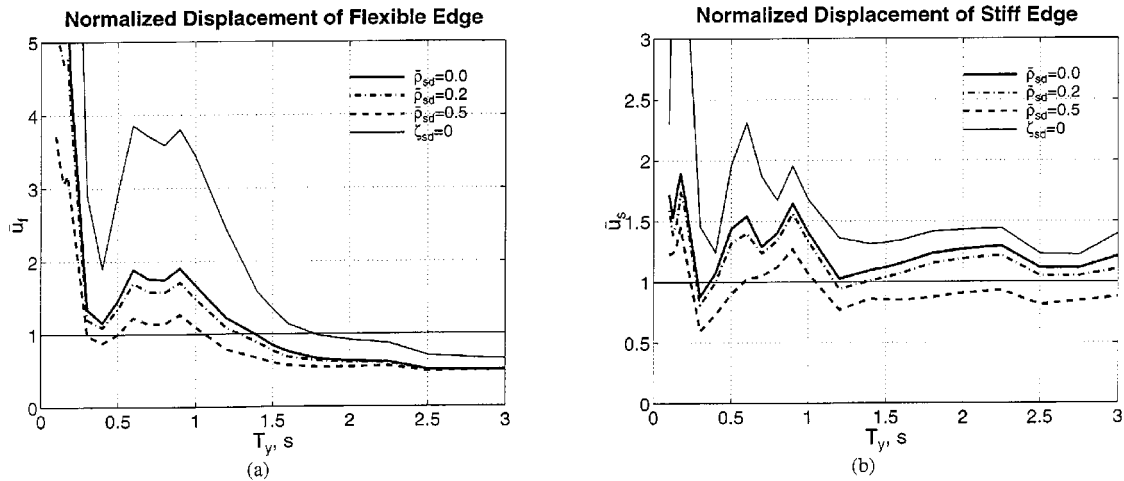 Normalized Displacement of Flexible Edge
5
4
3
2
1
0
ū_f
ρ̄_sd=0.0
ρ̄_sd=0.2
ρ̄_sd=0.5
ζ_sd=0
0 0.5 1 1.5 2 2.5 3
T_y, s
(a)
Normalized Displacement of Stiff Edge
3
2.5
2
1.5
1
0.5
0
ū_s
ρ̄_sd=0.0
ρ̄_sd=0.2
ρ̄_sd=0.5
ζ_sd=0
0 0.5 1 1.5 2 2.5 3
T_y, s
(b)